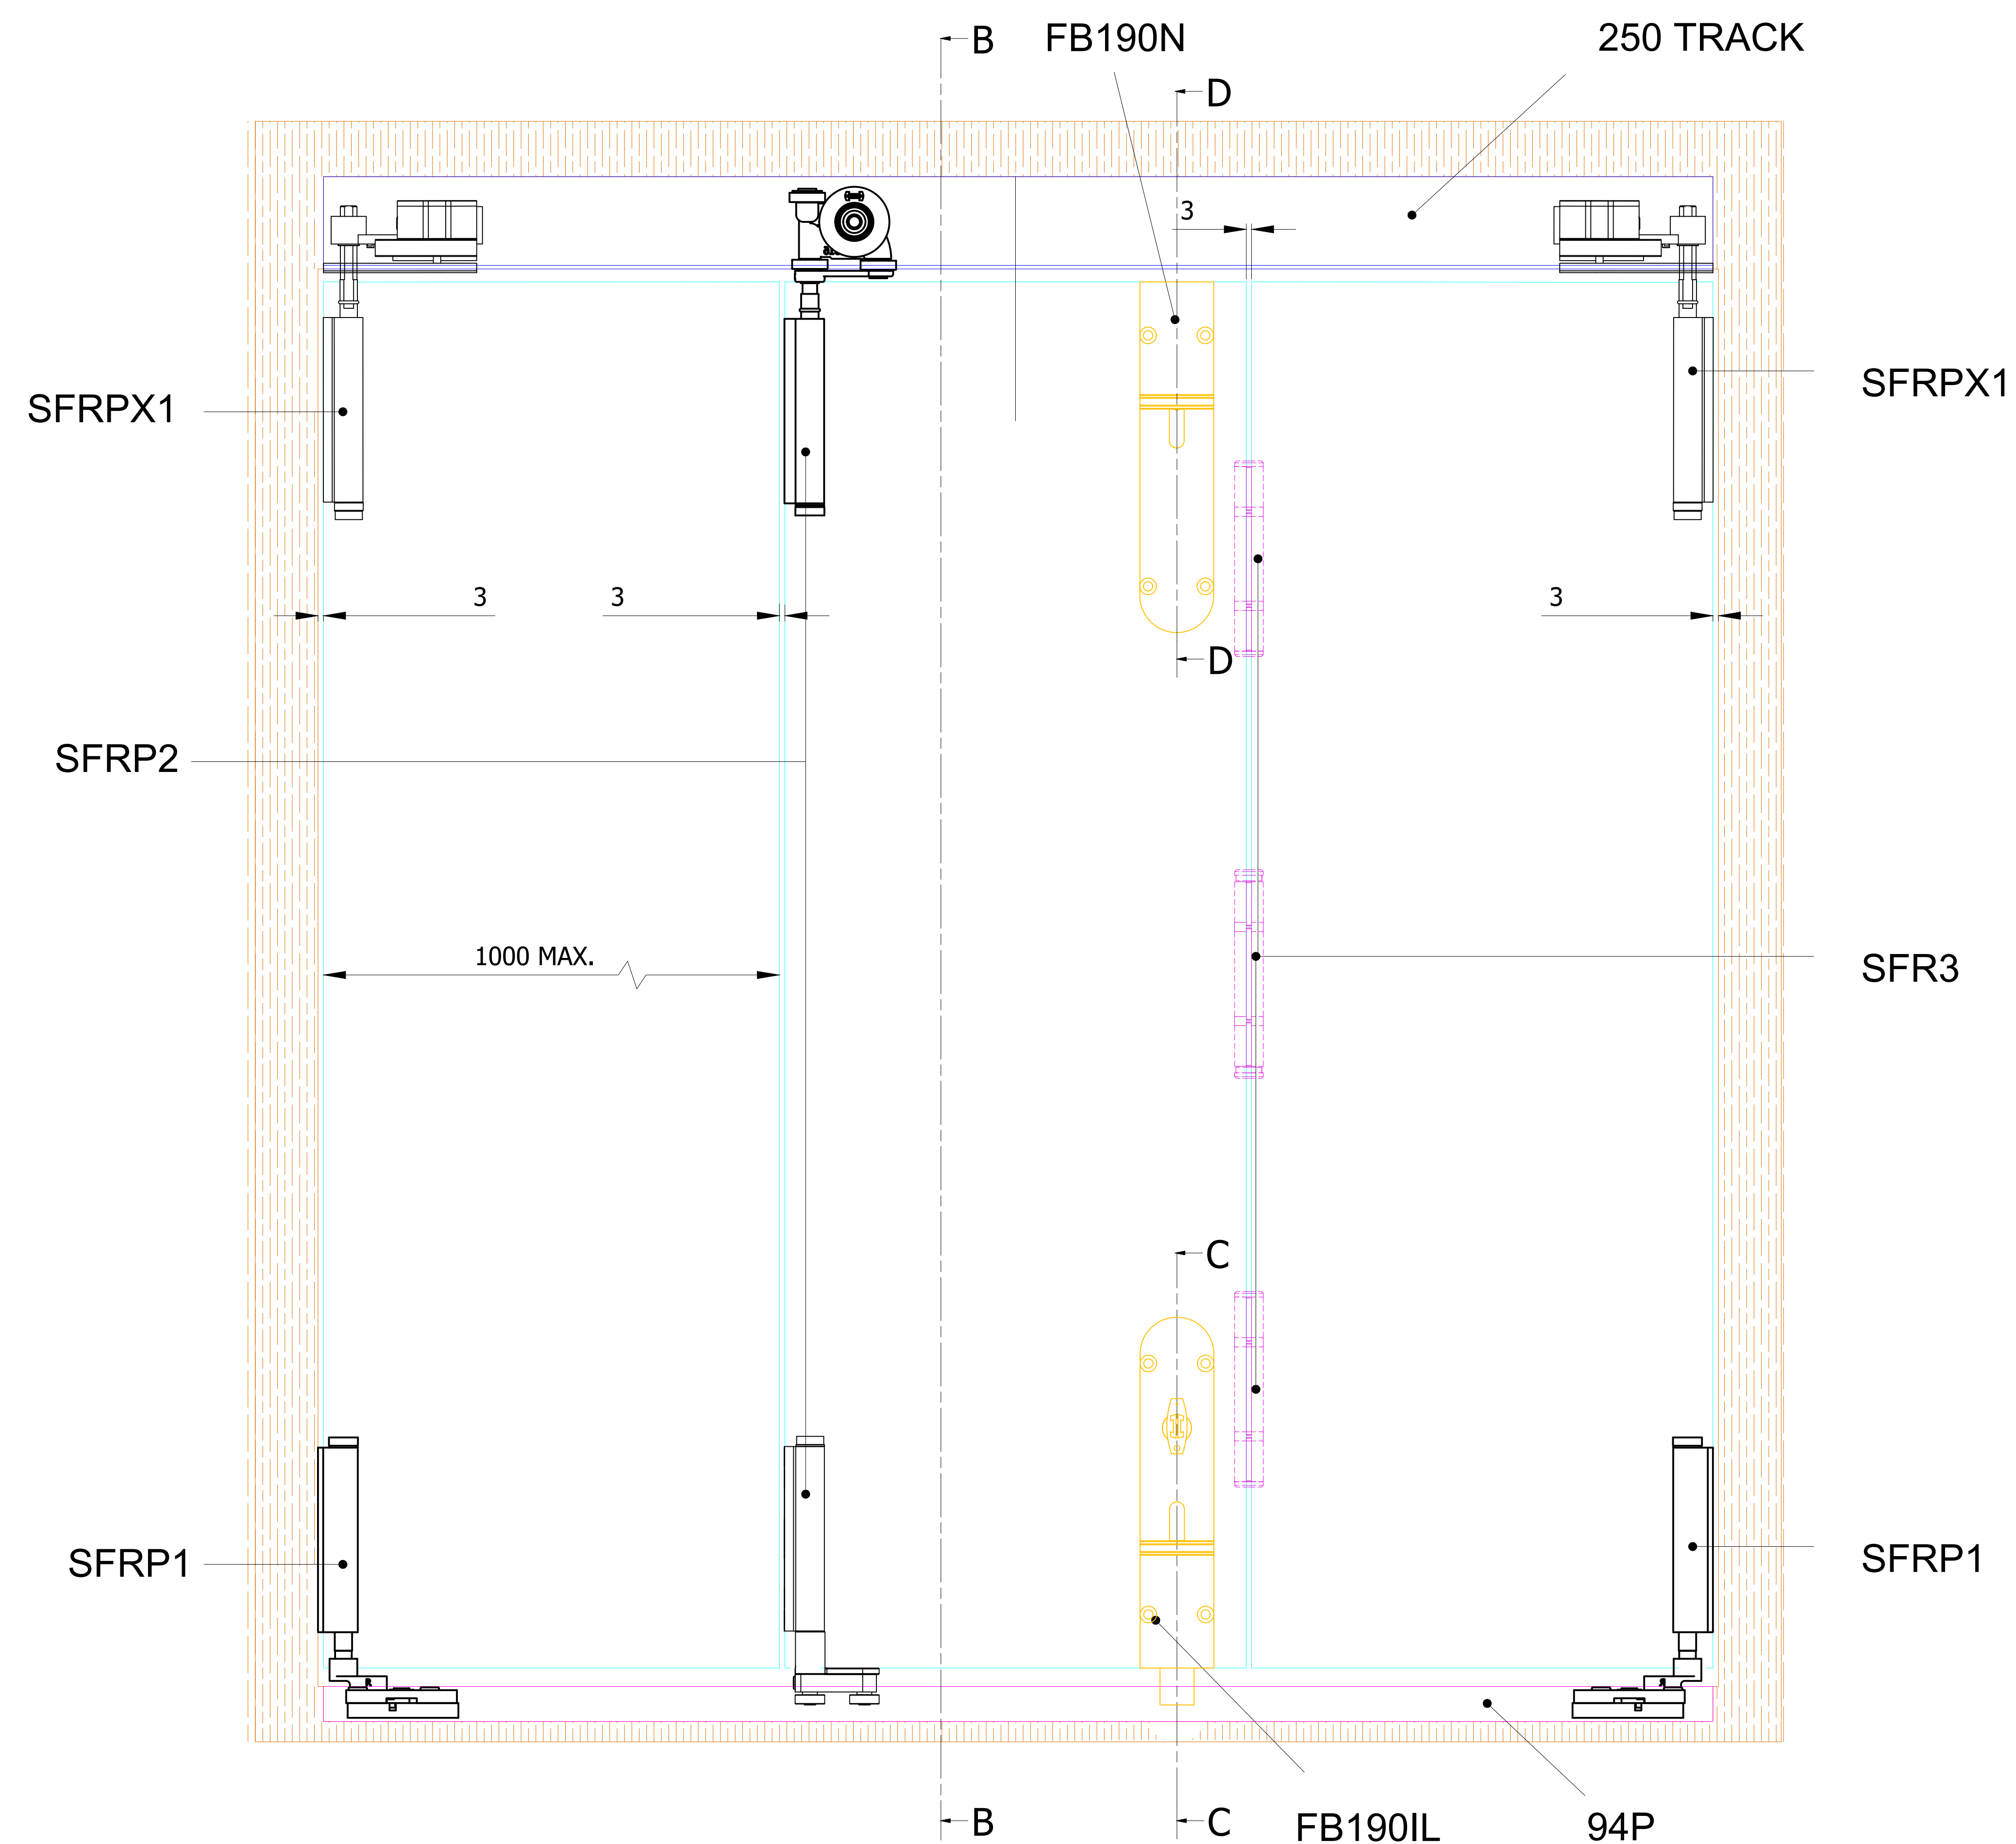 B
FB190N
250 TRACK
D
3
SFRPX1
SFRPX1
3
3
3
D
SFRP2
1000 MAX.
SFR3
C
SFRP1
SFRP1
B
C
FB190IL
94P